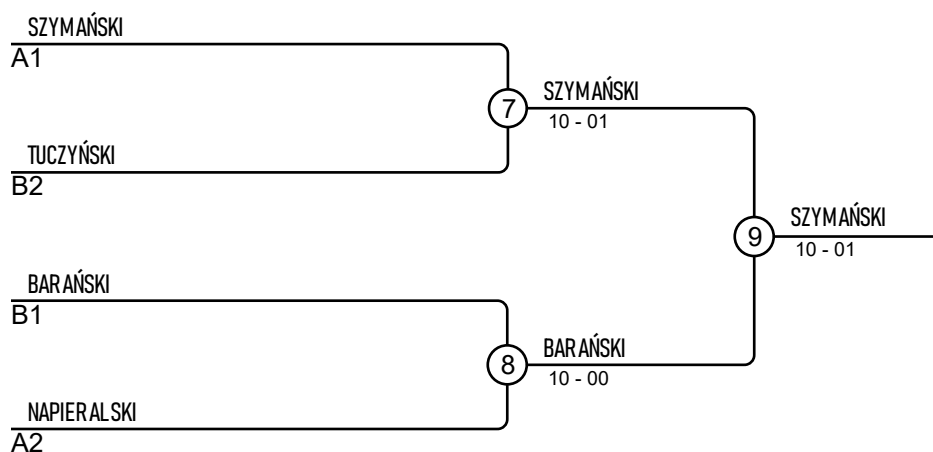 SZYMAŃSKI
A1
7
SZYMAŃSKI
10 - 01
TUCZYŃSKI
B2
9
SZYMAŃSKI
10 - 01
BARAŃSKI
B1
8
BARAŃSKI
10 - 00
NAPIERALSKI
A2